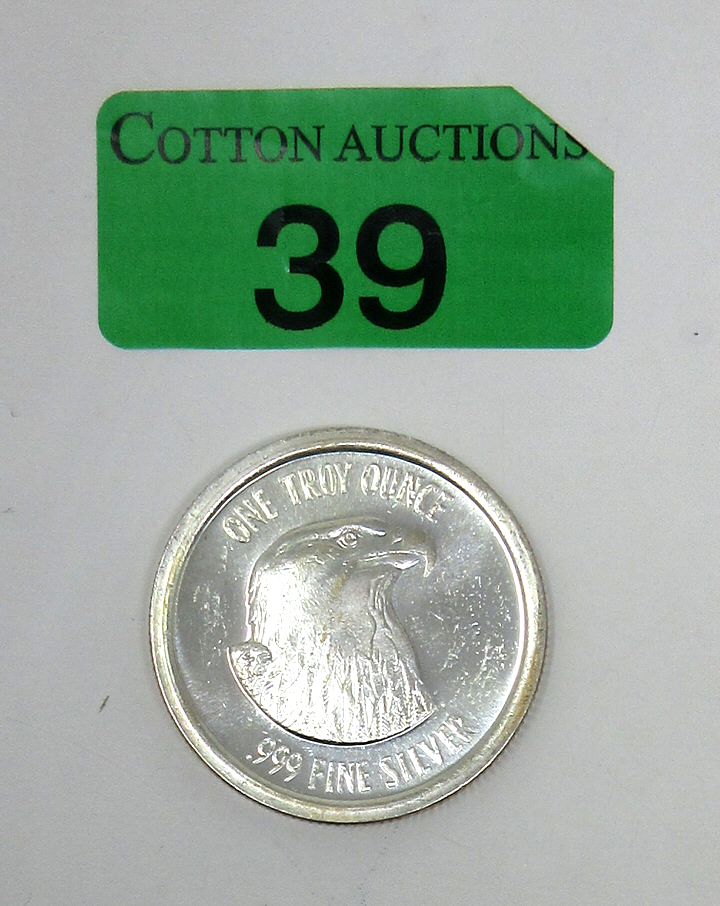 COTTON AUCTIONS
39
ONE TROY OUNCE
.999 FINE SILVER